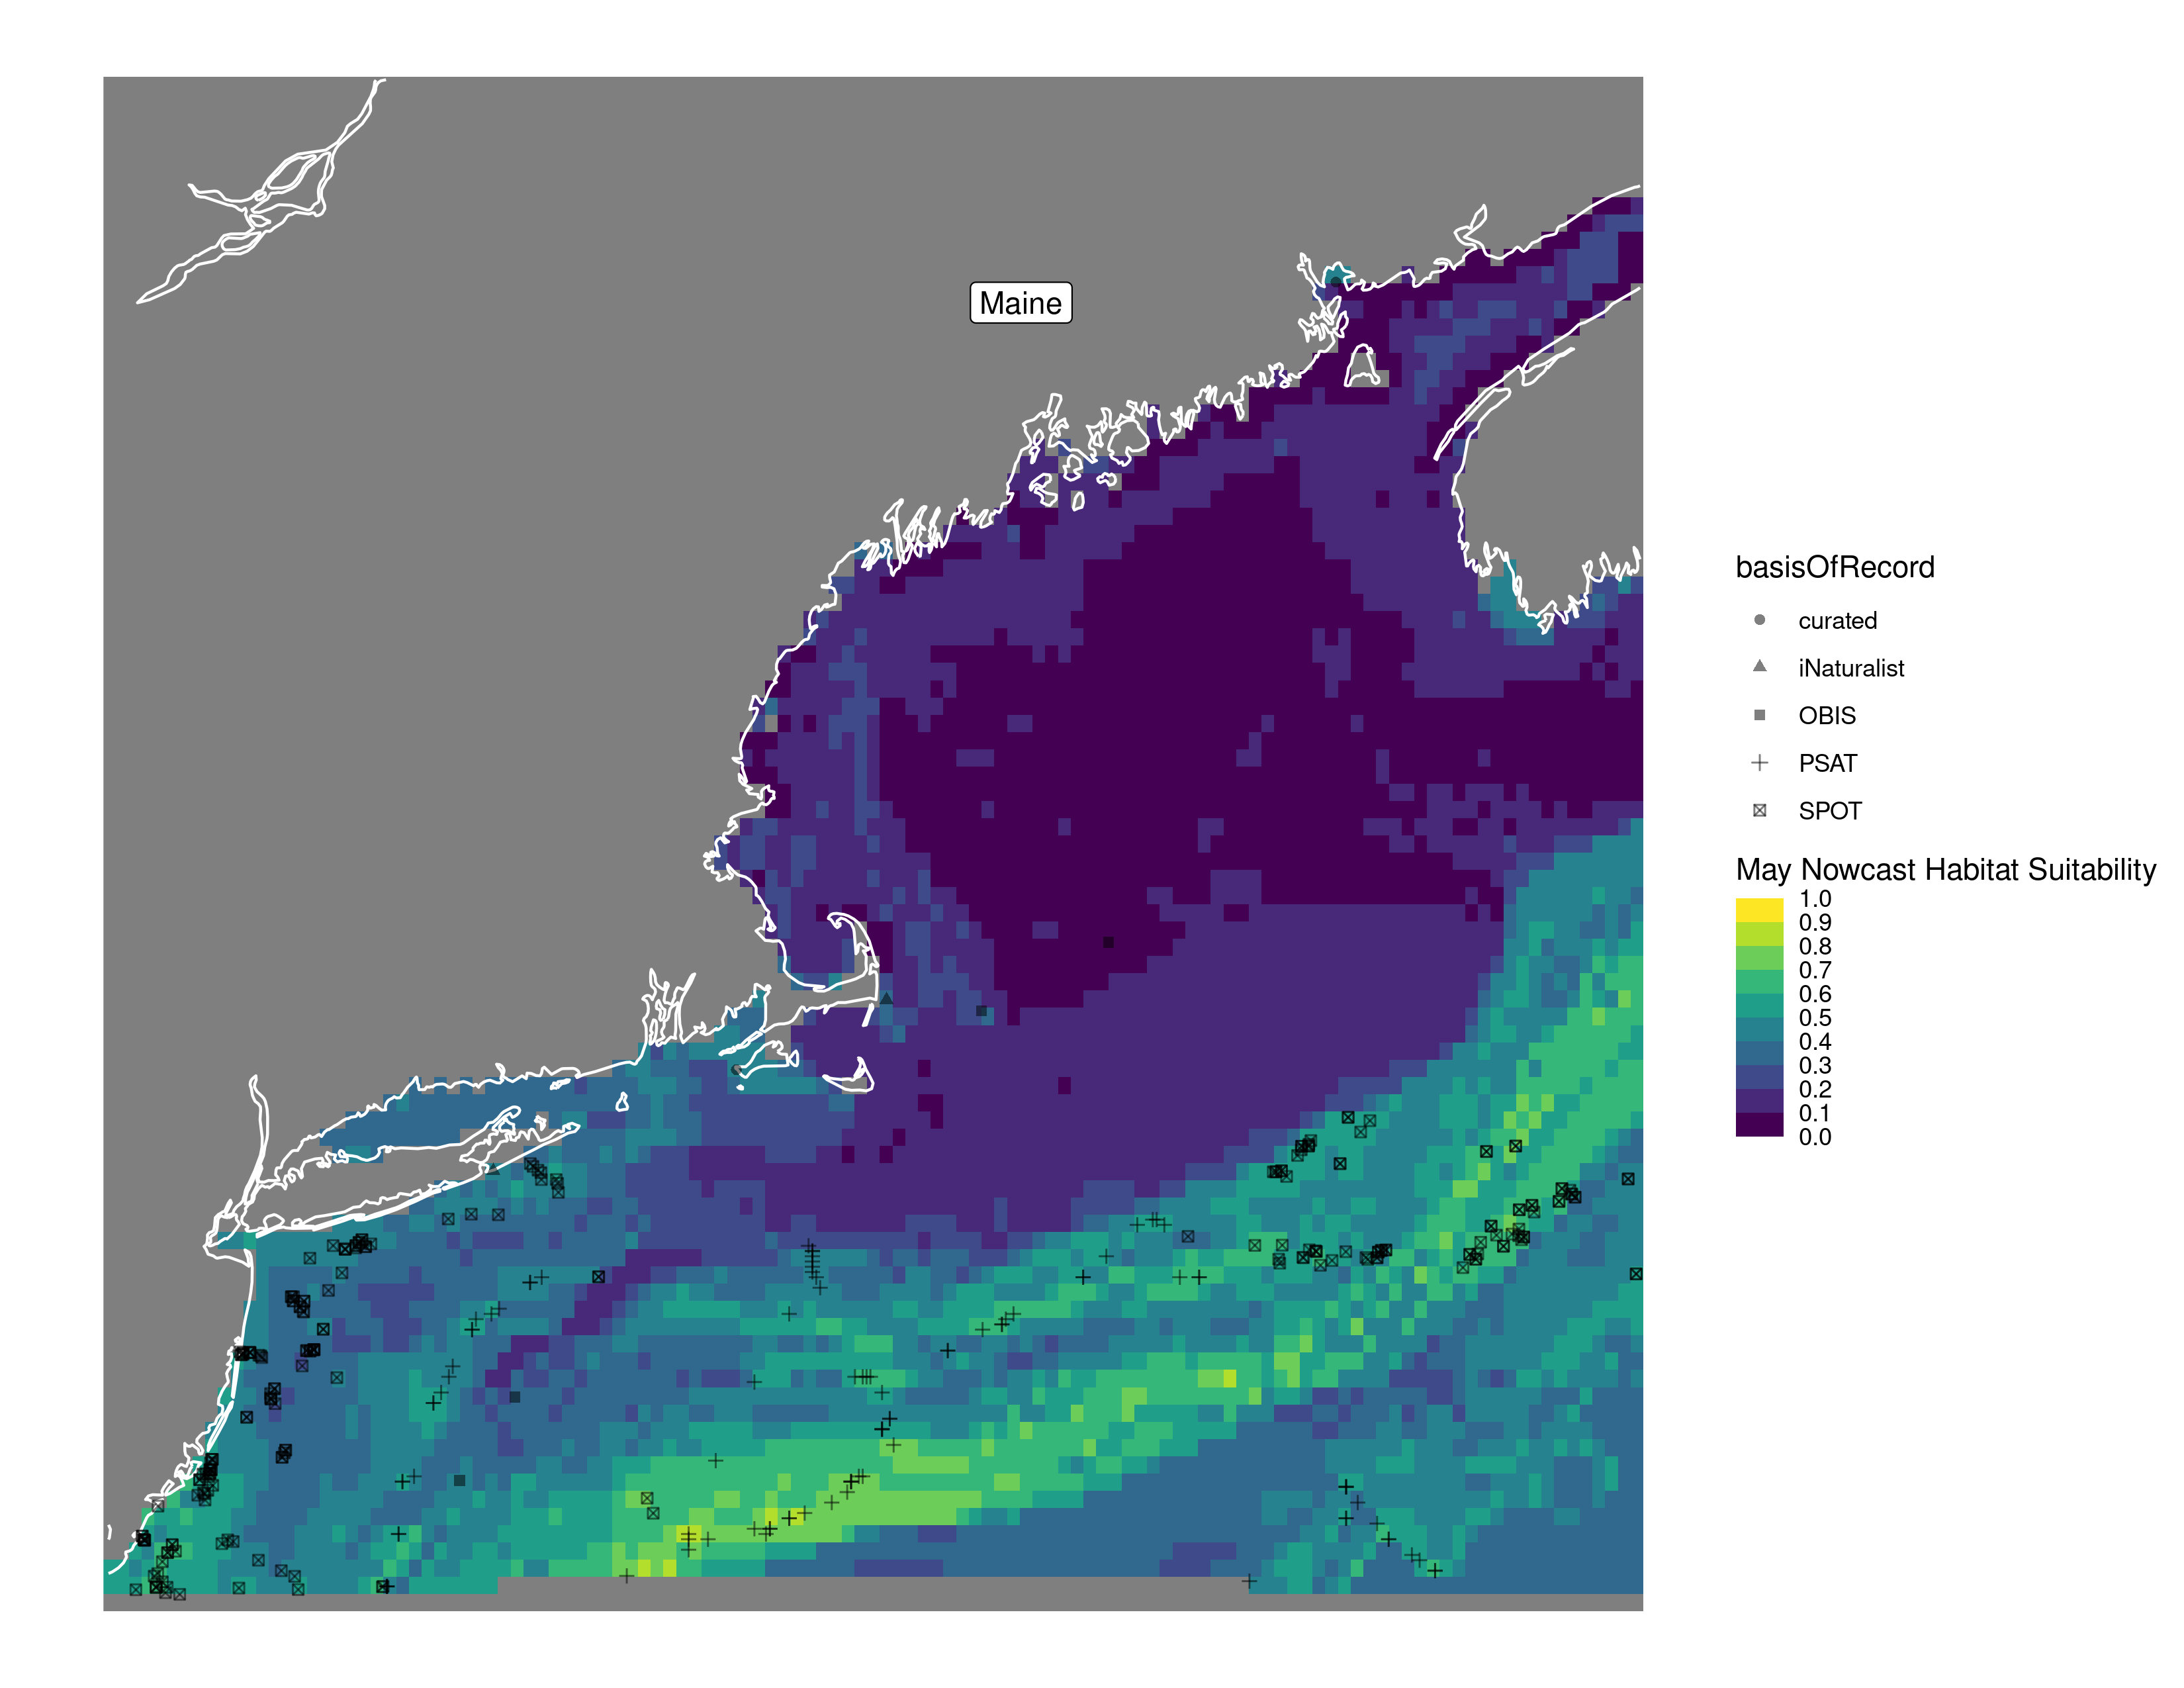 Maine
basisOfRecord
curated
iNaturalist
OBIS
PSAT
SPOT
May Nowcast Habitat Suitability
1.0
0.9
0.8
0.7
0.6
0.5
0.4
0.3
0.2
0.1
0.0